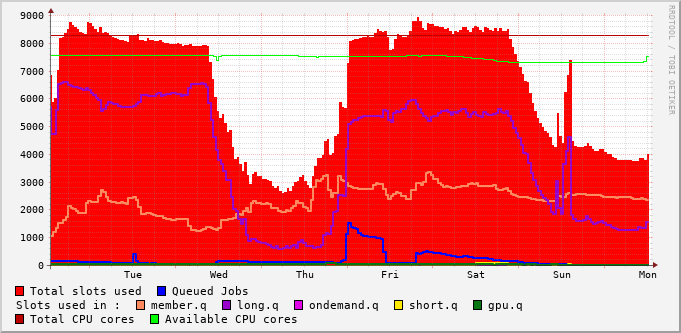 9000
8000
7000
6000
5000
4000
3000
2000
1000
0
Tue Wed Thu Fri Sat Sun Mon
RRDTOOL / TOBI OETIKER
Total slots used Queued Jobs
Slots used in : member.q long.q ondemand.q short.q gpu.q
Total CPU cores Available CPU cores